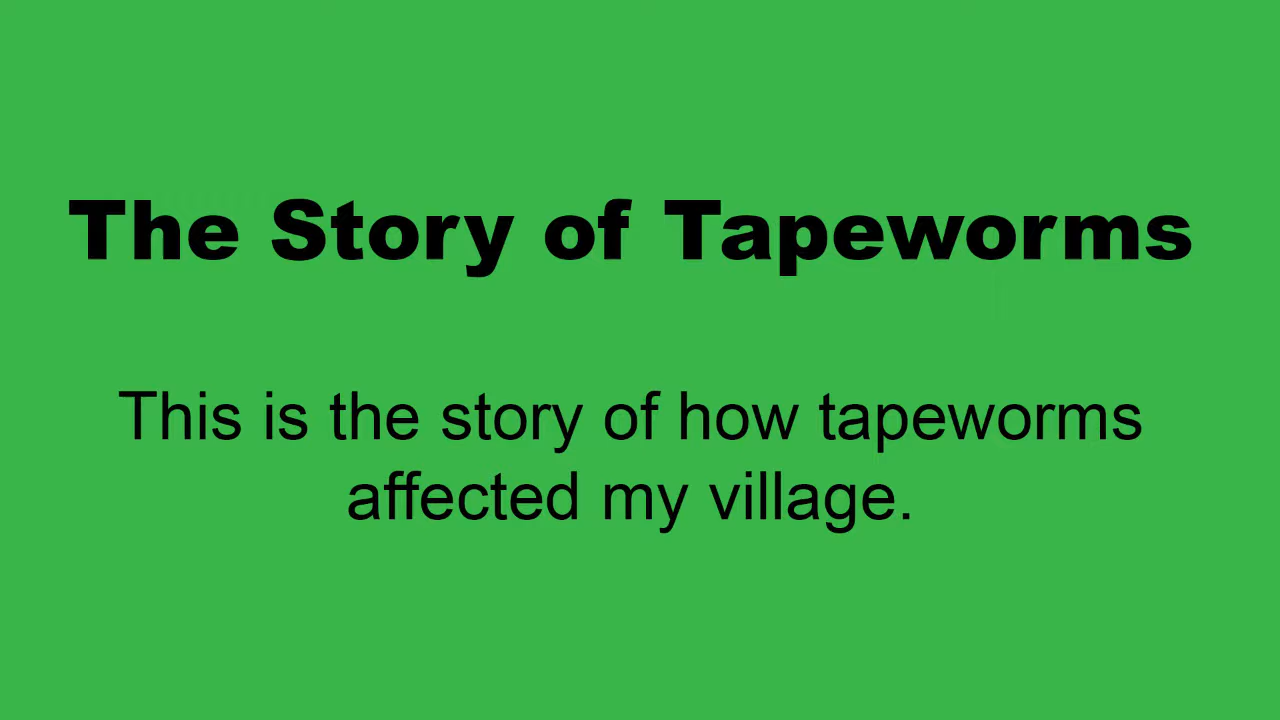 The Story of Tapeworms
This is the story of how tapeworms
affected my village.